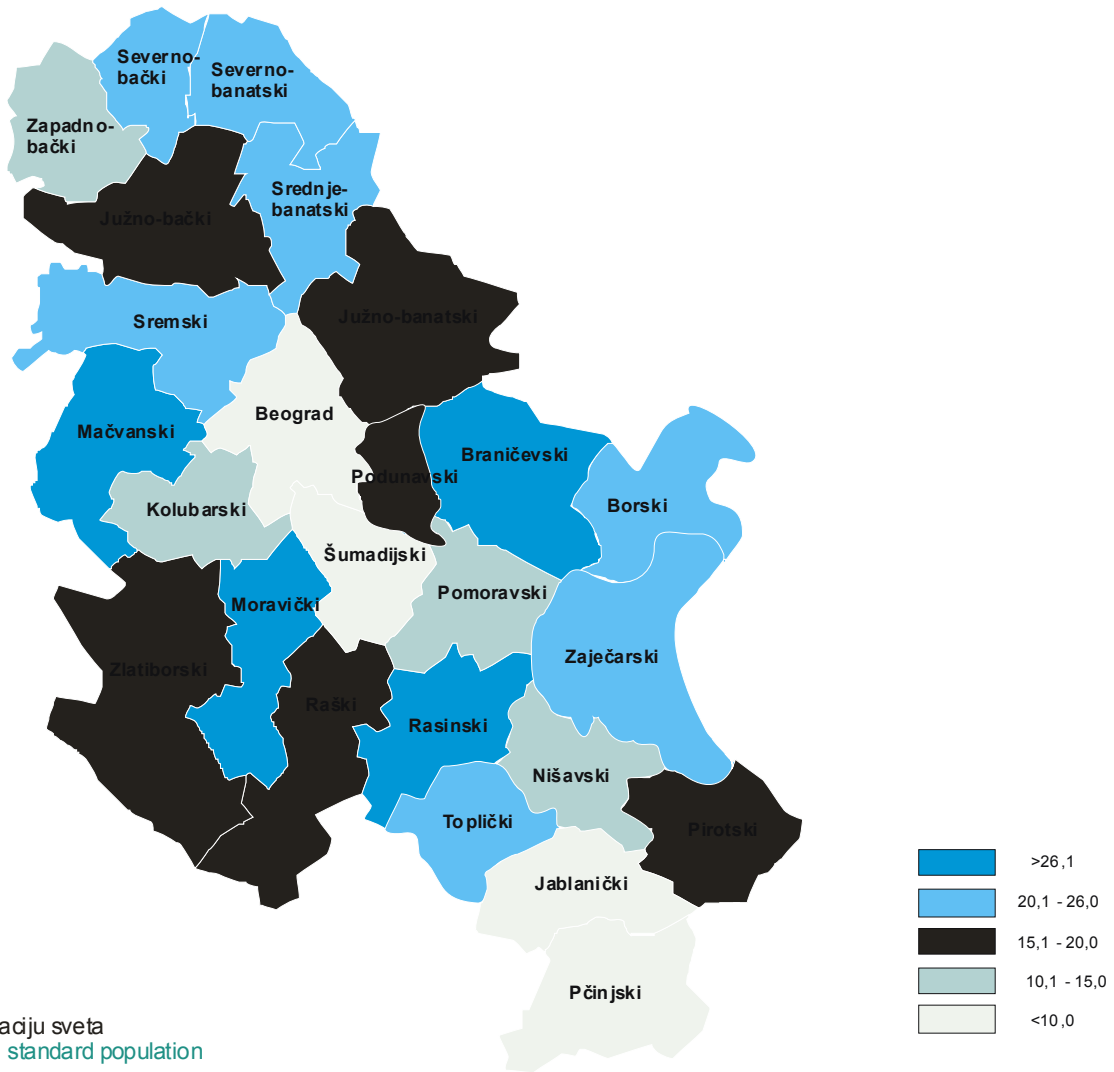 Severno-
bački
Severno-
banatski
Zapadno-
bački
Srednje-
banatski
Južno-bački
Sremski
Južno-banatski
Beograd
Mačvanski
Braničevski
Podunavski
Kolubarski
Borski
Šumadijski
Pomoravski
Moravički
Zaječarski
Zlatiborski
Raški
Rasinski
Nišavski
Toplički
Pirotski
Jablanički
Pčinjski
>26,1
20,1 - 26,0
15,1 - 20,0
10,1 - 15,0
<10,0
aciju sveta
standard population